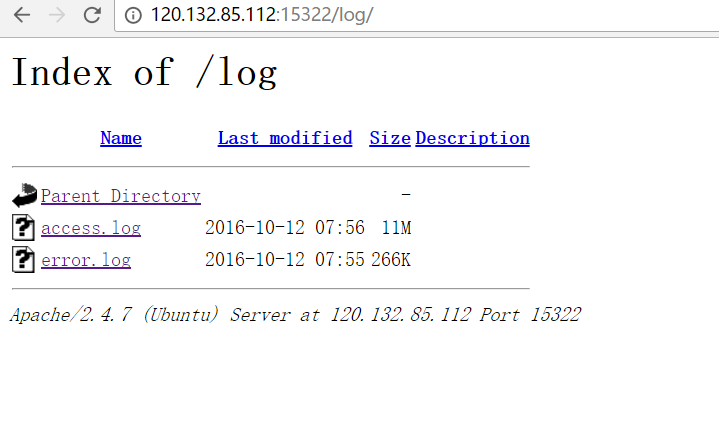 120.132.85.112:15322/log/
Index of /log
Name Last modified Size Description
Parent Directory -
access.log 2016-10-12 07:56 11M
error.log 2016-10-12 07:55 266K
Apache/2.4.7 (Ubuntu) Server at 120.132.85.112 Port 15322